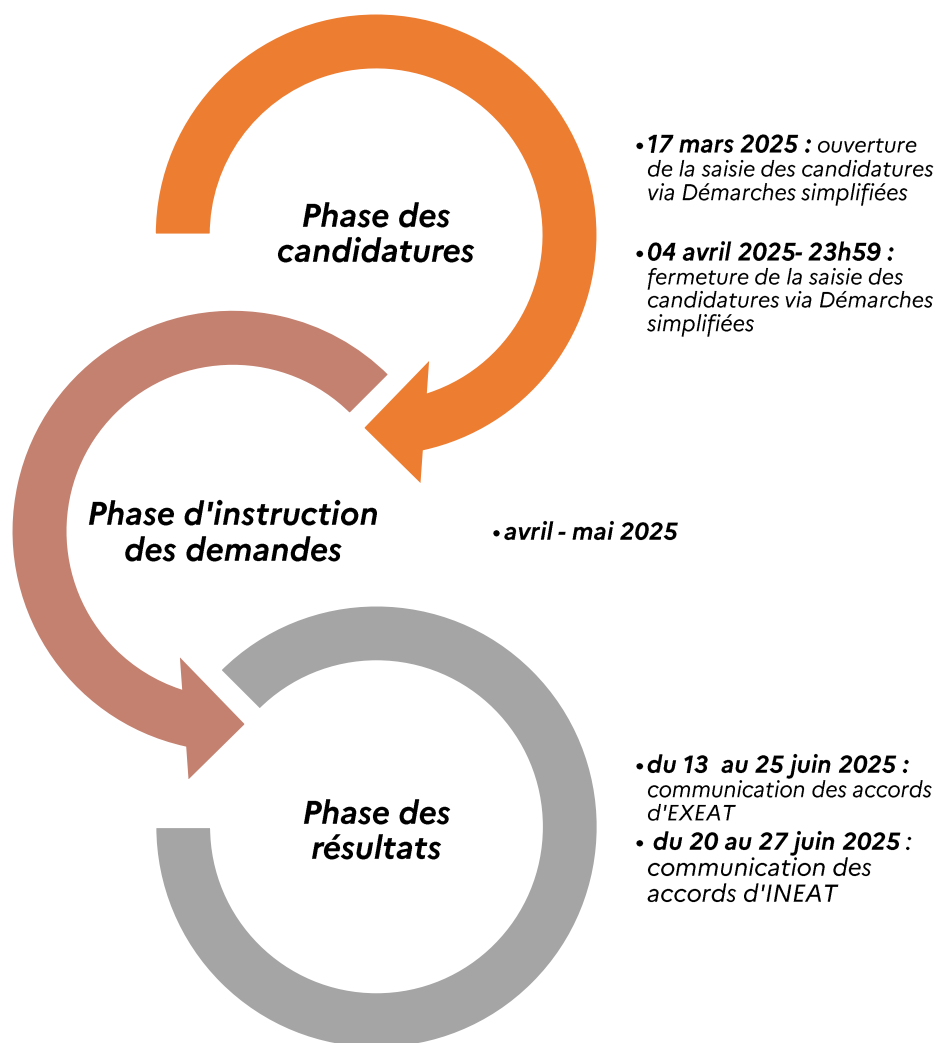 Phase des
candidatures
•17 mars 2025 : ouverture
de la saisie des candidatures
via Démarches simplifiées
•04 avril 2025- 23h59 :
fermeture de la saisie des
candidatures via Démarches
simplifiées
Phase d'instruction
des demandes
•avril - mai 2025
Phase des
résultats
•du 13  au 25 juin 2025 :
communication des accords
d'EXEAT
• du 20 au 27 juin 2025 :
communication des
accords d'INEAT